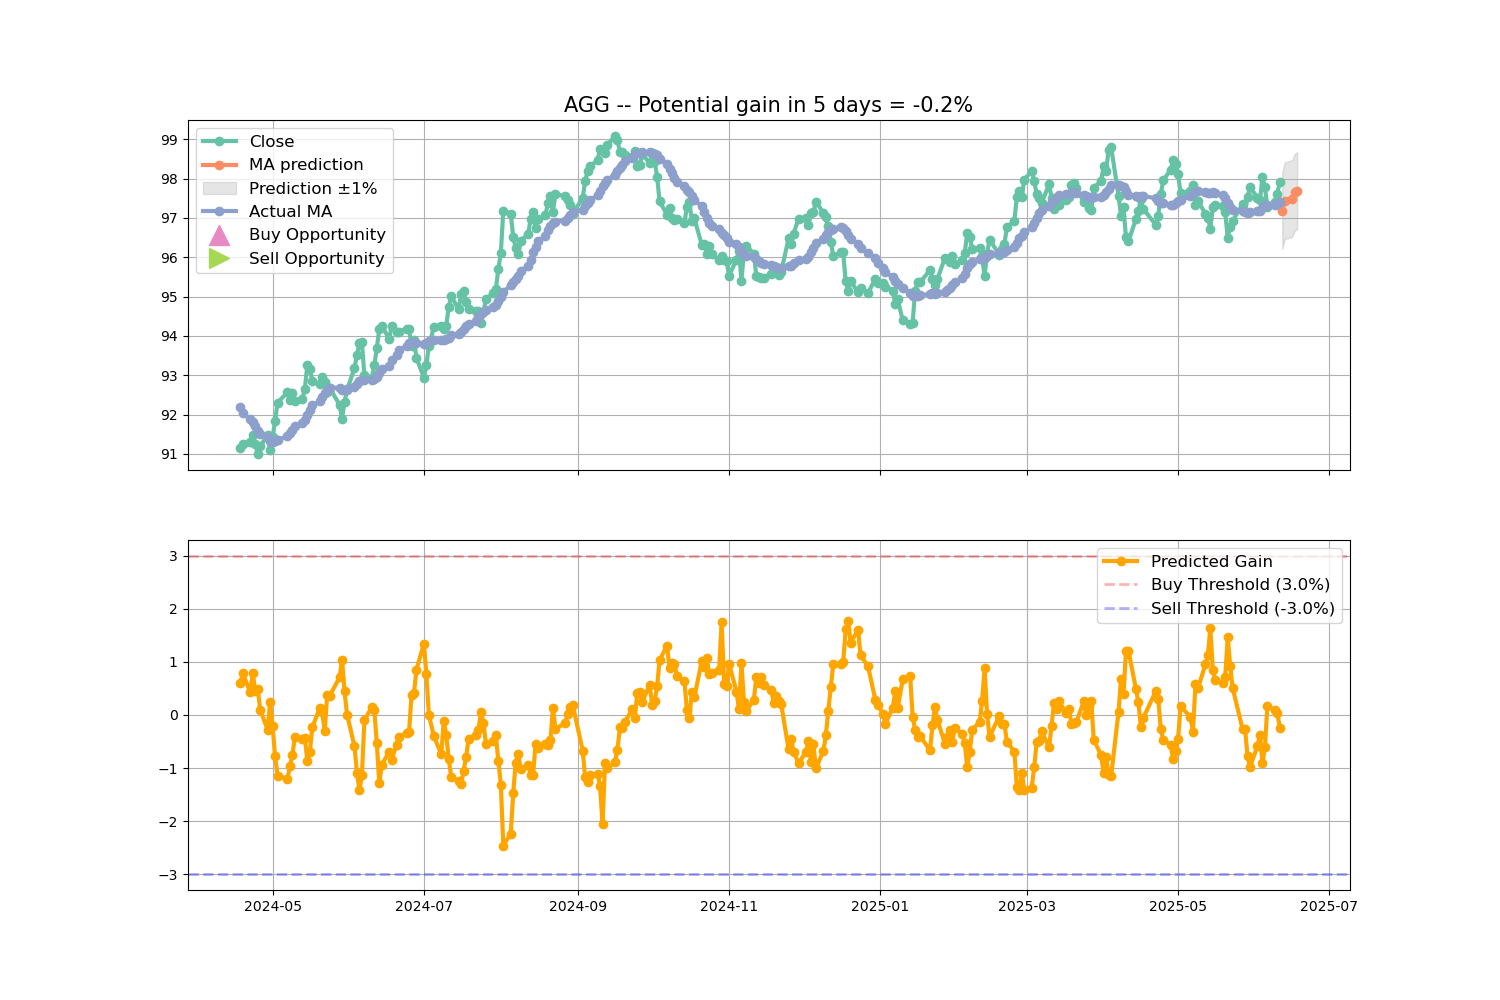 AGG -- Potential gain in 5 days = -0.2%
99
98
97
96
95
94
93
92
91
Close
MA prediction
Prediction ±1%
Actual MA
Buy Opportunity
Sell Opportunity
3
2
1
0
−1
−2
−3
Predicted Gain
Buy Threshold (3.0%)
Sell Threshold (-3.0%)
2024-05 2024-07 2024-09 2024-11 2025-01 2025-03 2025-05 2025-07